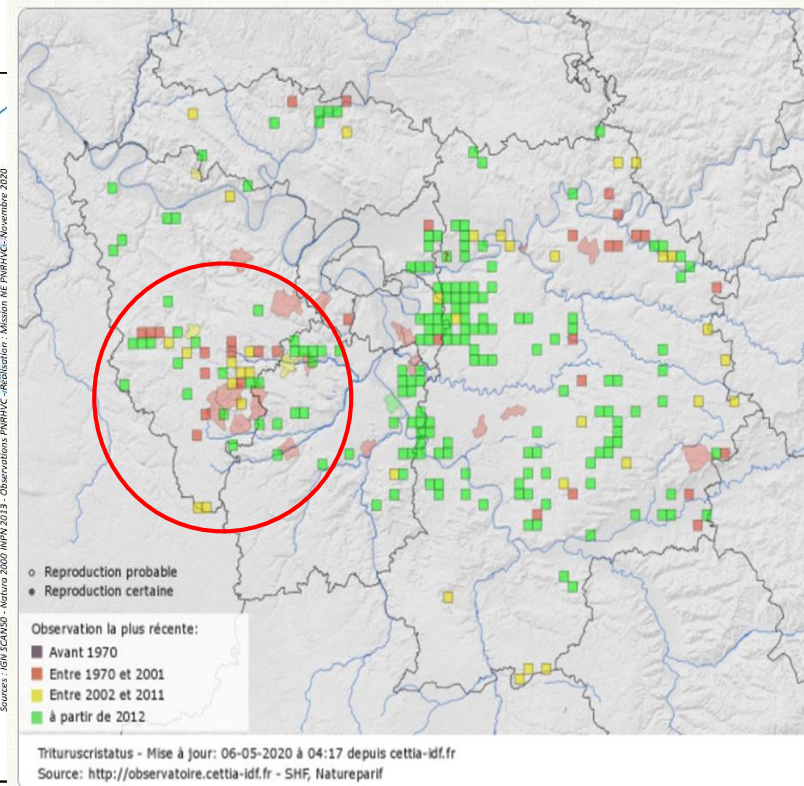 Sources : IGN SCAN50 - Natura 2000 INPN 2013 - Observations PNRHVC -Réalisation : Mission NE PNRHVC - Novembre 2020
Reproduction probable
Reproduction certaine
Observation la plus récente:
Avant 1970
Entre 1970 et 2001
Entre 2002 et 2011
à partir de 2012
Trituruscristatus - Mise à jour: 06-05-2020 à 04:17 depuis cettia-idf.fr
Source: http://observatoire.cettia-idf.fr - SHF, Natureparif